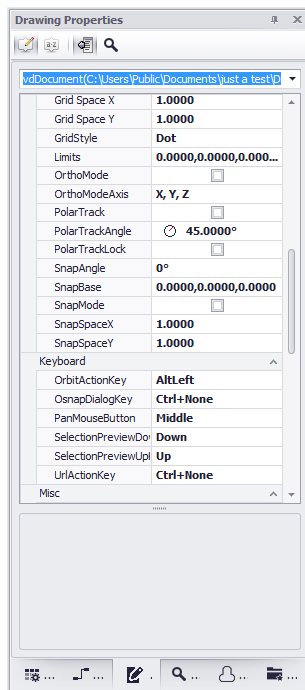 Drawing Properties
a-z
vdDocument(C:\Users\Public\Documents\just a test\D
Grid Space X 1.0000
Grid Space Y 1.0000
GridStyle Dot
Limits 0.0000,0.0000,0.000...
OrthoMode
OrthoModeAxis X, Y, Z
PolarTrack
PolarTrackAngle 45.0000°
PolarTrackLock
SnapAngle 0°
SnapBase 0.0000,0.0000,0.0000
SnapMode
SnapSpaceX 1.0000
SnapSpaceY 1.0000
Keyboard
OrbitActionKey AltLeft
OsnapDialogKey Ctrl+None
PanMouseButton Middle
SelectionPreviewDov Down
SelectionPreviewUpl Up
UrlActionKey Ctrl+None
Misc
... ... . ... ... ...